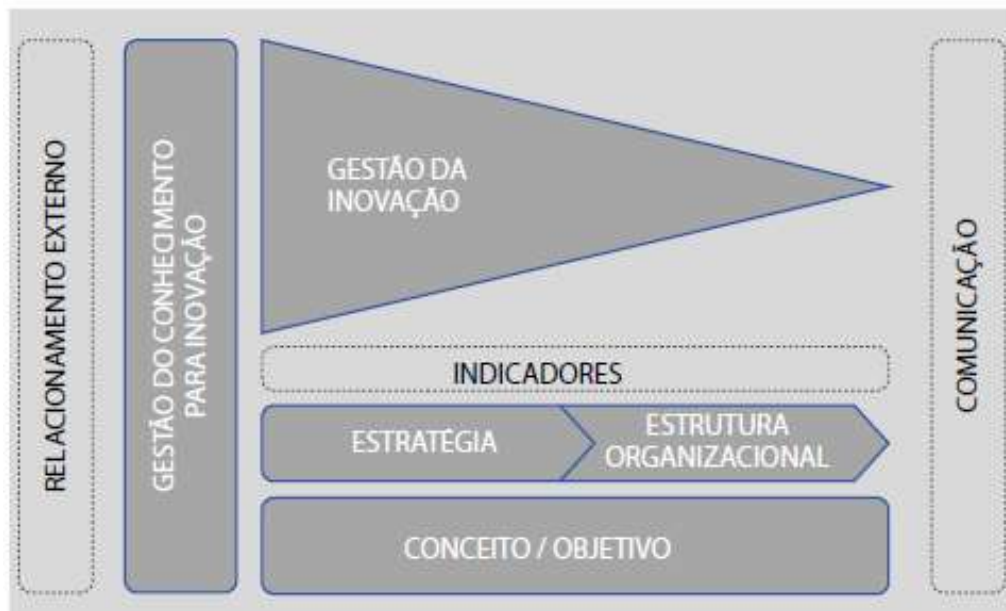 RELACIONAMENTO EXTERNO
GESTÃO DO CONHECIMENTO
PARA INOVAÇÃO
GESTÃO DA
INOVAÇÃO
INDICADORES
ESTRATÉGIA
ESTRUTURA
ORGANIZACIONAL
CONCEITO / OBJETIVO
COMUNICAÇÃO